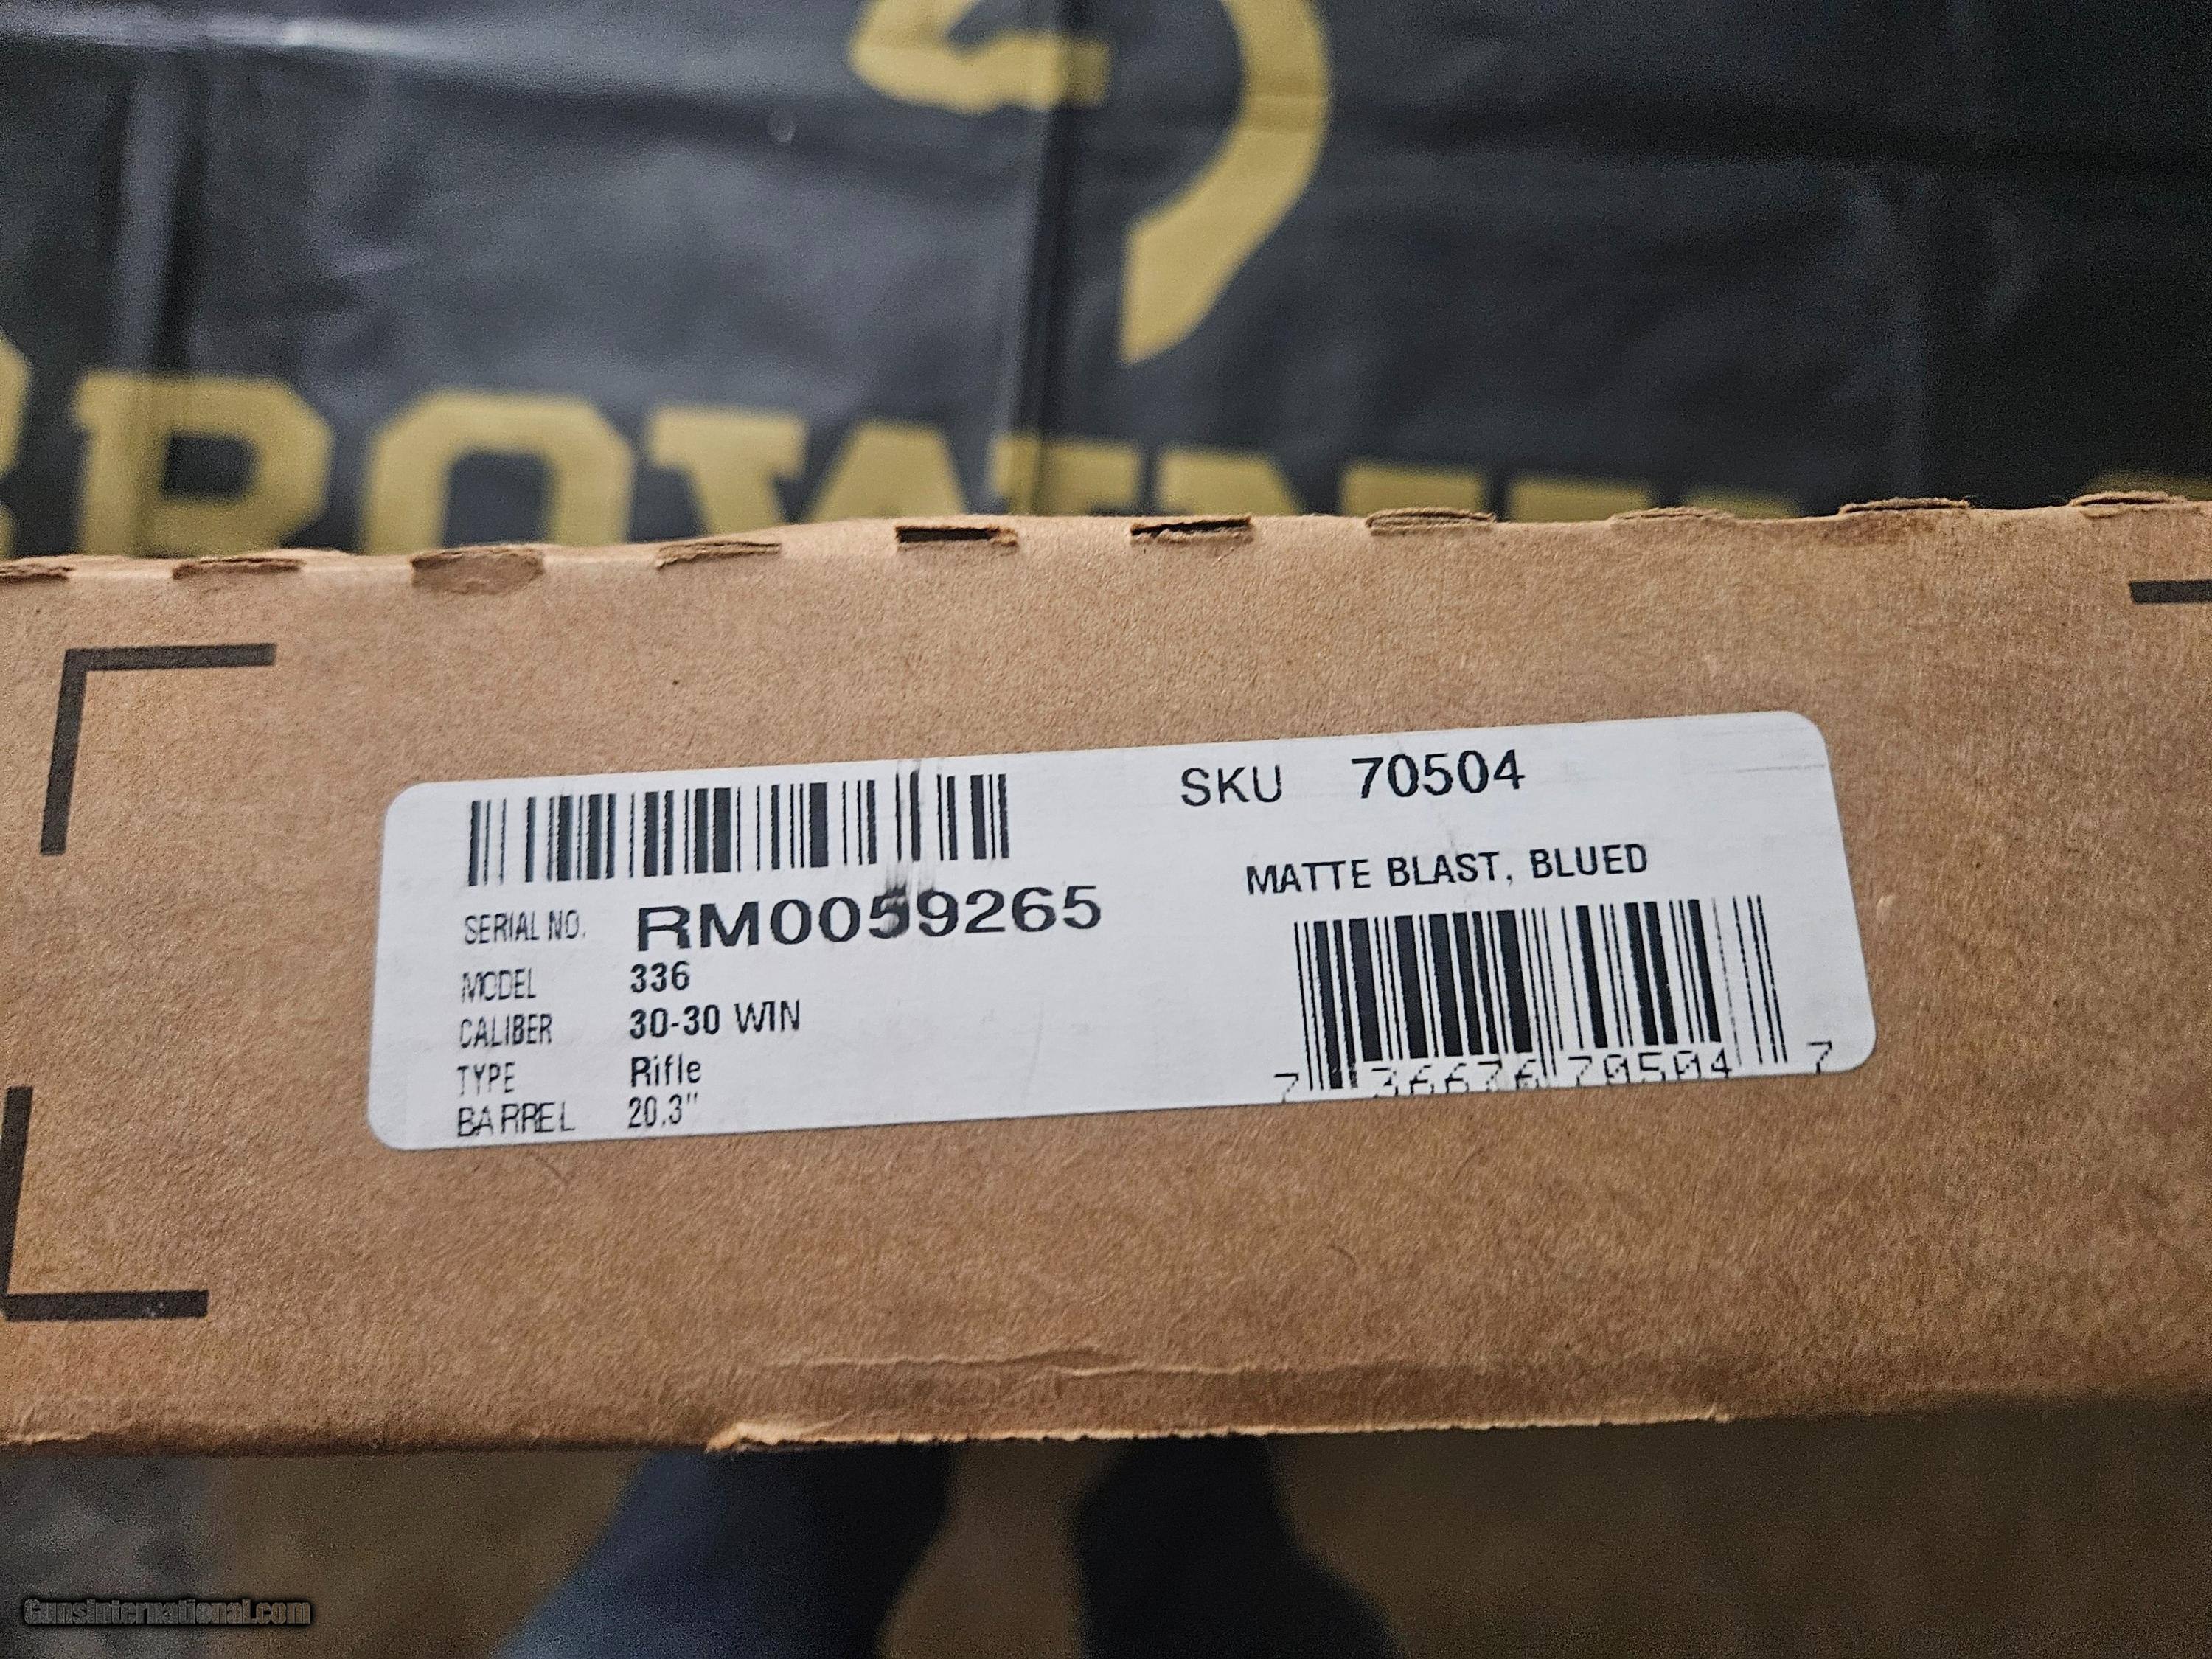 BROWNING
SKU 70504
MATTE BLAST, BLUED
SERIAL NO. RM0059265
MODEL 336
CALIBER 30-30 WIN
TYPE Rifle
BARREL 20.3"
7 36676 70504 7
GunsInternational.com